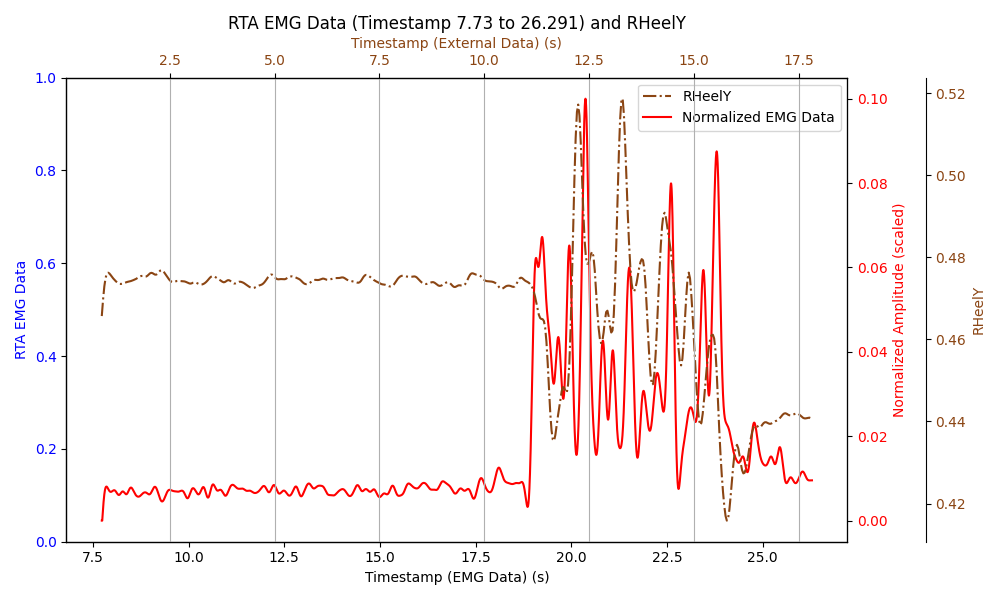 RTA EMG Data (Timestamp 7.73 to 26.291) and RHeelY
Timestamp (External Data) (s)
2.5 5.0 7.5 10.0 12.5 15.0 17.5
RHeelY
Normalized EMG Data
1.0
0.8
0.6
0.4
0.2
0.0
RTA EMG Data
0.10
0.08
0.06
0.04
0.02
0.00
Normalized Amplitude (scaled)
0.52
0.50
0.48
0.46
0.44
0.42
RHeelY
7.5 10.0 12.5 15.0 17.5 20.0 22.5 25.0
Timestamp (EMG Data) (s)